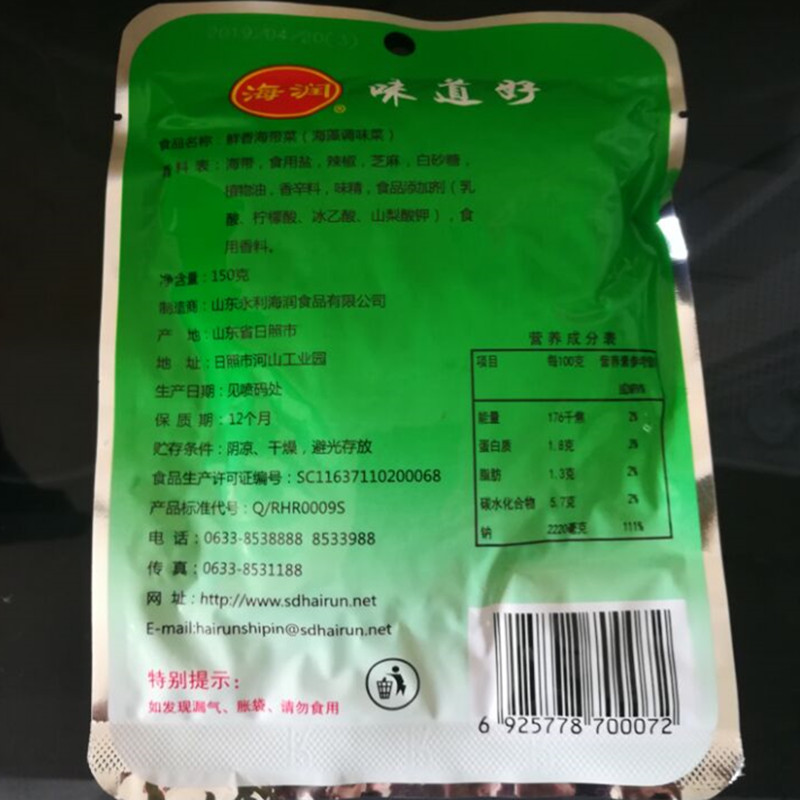 2019/04/20(3)
海润® 味道好
食品名称：鲜香海带菜（海藻调味菜）
料表：海带，食用盐，辣椒，芝麻，白砂糖，
植物油，香辛料，味精，食品添加剂（乳
酸、柠檬酸、冰乙酸、山梨酸钾），食
用香料。
净含量：150克
制造商：山东永利海润食品有限公司
产 地：山东省日照市
地 址：日照市河山工业园
生产日期：见喷码处
保 质 期：12个月
贮存条件：阴凉、干燥，避光存放
食品生产许可证编号：SC11637110200068
产品标准代号：Q/RHR0009S
电 话：0633-8538888 8533988
传 真：0633-8531188
网 址：http://www.sdhairun.net
E-mail:hairunshipin@sdhairun.net
特别提示：
如发现漏气、胀袋、请勿食用
营养成分表
项目 每100克 营养素参考值
能量 176千焦 2%
蛋白质 1.8克 3%
脂肪 1.3克 2%
碳水化合物 5.7克 2%
钠 2220毫克 111%
6 925778 700072